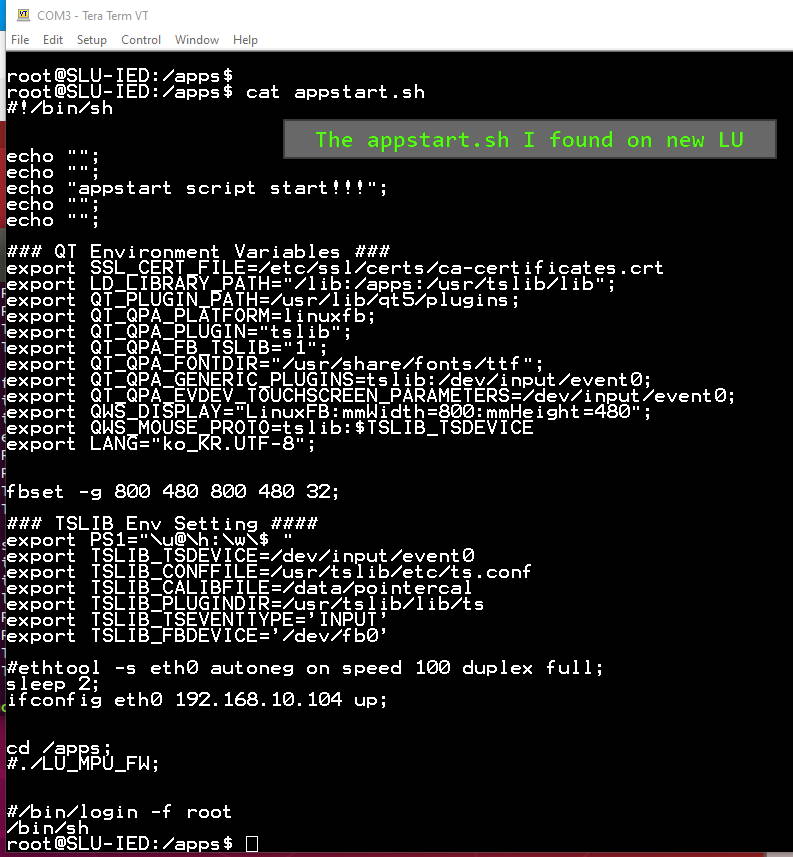 COM3 - Tera Term VT
File Edit Setup Control Window Help
root@SLU-IED:/apps$
root@SLU-IED:/apps$ cat appstart.sh
#!/bin/sh
The appstart.sh I found on new LU
echo "";
echo "";
echo "appstart script start!!!";
echo "";
echo "";
### QT Environment Variables ###
export SSL_CERT_FILE=/etc/ssl/certs/ca-certificates.crt
export LD_LIBRARY_PATH="/lib:/apps:/usr/tslib/lib";
export QT_PLUGIN_PATH=/usr/lib/qt5/plugins;
export QT_QPA_PLATFORM=linuxfb;
export QT_QPA_PLUGIN="tslib";
export QT_QPA_FB_TSLIB="1";
export QT_QPA_FONTDIR="/usr/share/fonts/ttf";
export QT_QPA_GENERIC_PLUGINS=tslib:/dev/input/event0;
export QT_QPA_EVDEV_TOUCHSCREEN_PARAMETERS=/dev/input/event0;
export QWS_DISPLAY="LinuxFB:mmWidth=800:mmHeight=480";
export QWS_MOUSE_PROTO=tslib:$TSLIB_TSDEVICE
export LANG="ko_KR.UTF-8";
fbset -g 800 480 800 480 32;
### TSLIB Env Setting ####
export PS1="\u@\h:\w\$ "
export TSLIB_TSDEVICE=/dev/input/event0
export TSLIB_CONFFILE=/usr/tslib/etc/ts.conf
export TSLIB_CALIBFILE=/data/pointercal
export TSLIB_PLUGINDIR=/usr/tslib/lib/ts
export TSLIB_TSEVENTTYPE='INPUT'
export TSLIB_FBDEVICE='/dev/fb0'
#ethtool -s eth0 autoneg on speed 100 duplex full;
sleep 2;
ifconfig eth0 192.168.10.104 up;
cd /apps;
#./LU_MPU_FW;
#/bin/login -f root
/bin/sh
root@SLU-IED:/apps$